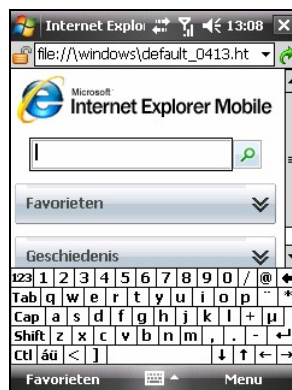 Internet Explo 13:08
file://\windows\default_0413.ht
Microsoft
Internet Explorer Mobile
Favorieten
Geschiedenis
123 1 2 3 4 5 6 7 8 9 0 / @
Tab q w e r t y u i o p ¨ *
Cap a s d f g h j k l + µ
Shift z x c v b n m , . -
Ctl áü < ]
Favorieten Menu